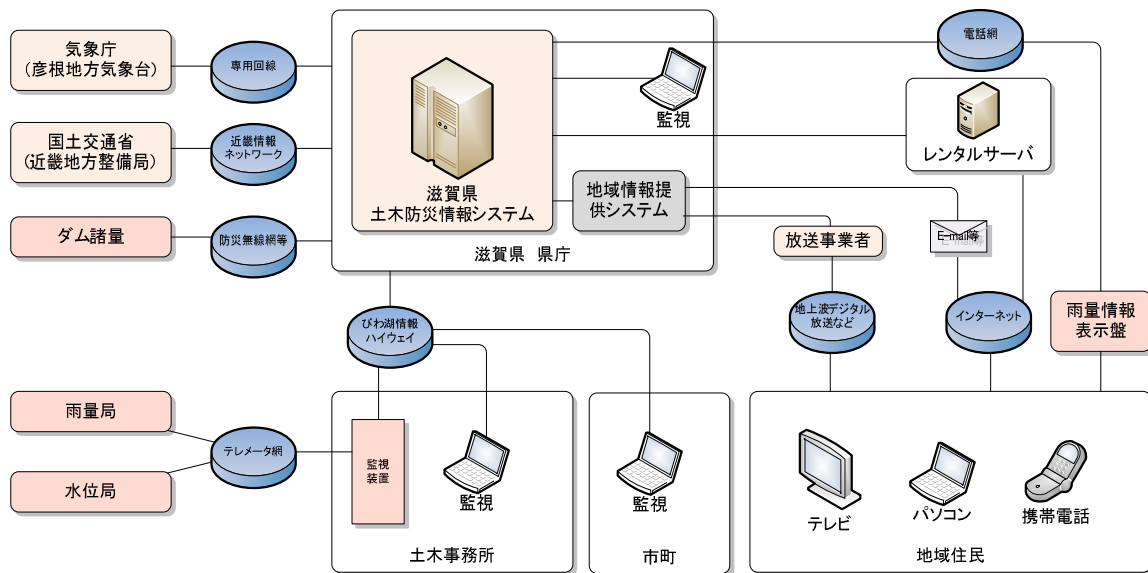 気象庁
(彦根地方気象台)
専用回線
国土交通省
(近畿地方整備局)
近畿情報
ネットワーク
ダム諸量
防災無線網等
滋賀県
土木防災情報システム
監視
地域情報提
供システム
滋賀県 県庁
電話網
レンタルサーバ
放送事業者
E-mail等
地上波デジタル
放送など
インターネット
雨量情報
表示盤
びわ湖情報
ハイウェイ
雨量局
水位局
テレメータ網
監視
装置
監視
土木事務所
監視
市町
テレビ
パソコン
携帯電話
地域住民